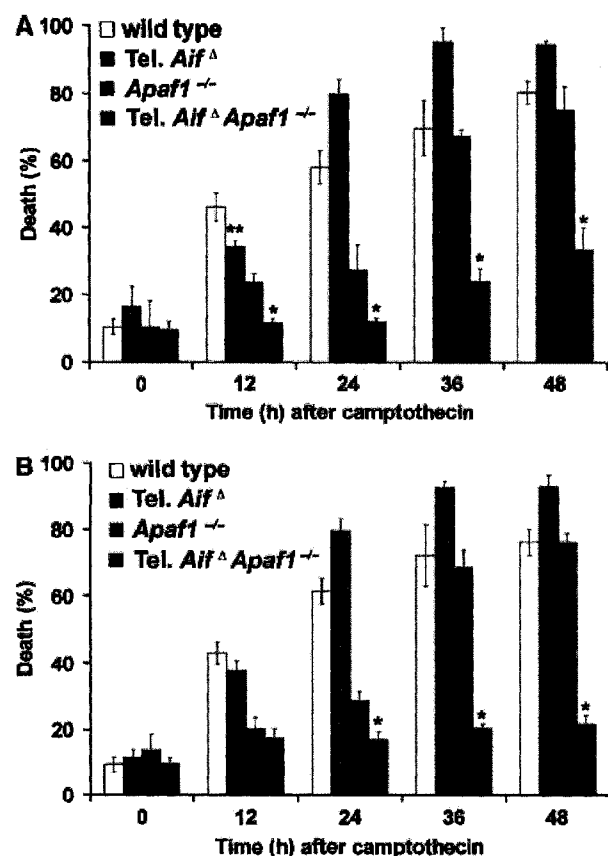 A
100
80
60
40
20
0
Death (%)
wild type
Tel. Aif Δ
Apaf1 –/–
Tel. Aif Δ Apaf1 –/–
**
*
*
*
*
0 12 24 36 48
Time (h) after camptothecin
B
100
80
60
40
20
0
Death (%)
wild type
Tel. Aif Δ
Apaf1 –/–
Tel. Aif Δ Apaf1 –/–
*
*
*
0 12 24 36 48
Time (h) after camptothecin